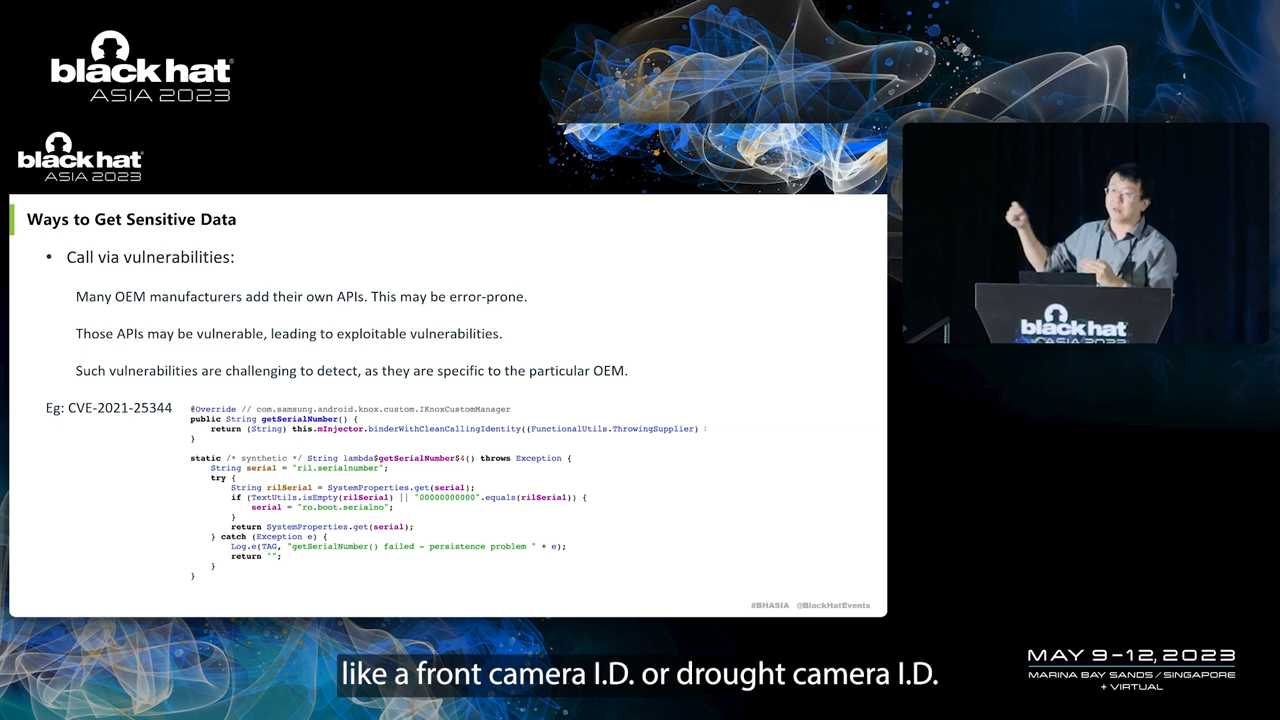 black hat®
ASIA 2023
black hat®
ASIA 2023
Ways to Get Sensitive Data
• Call via vulnerabilities:
Many OEM manufacturers add their own APIs. This may be error-prone.
Those APIs may be vulnerable, leading to exploitable vulnerabilities.
Such vulnerabilities are challenging to detect, as they are specific to the particular OEM.
Eg: CVE-2021-25344
@Override // com.samsung.android.knox.custom.IKnoxCustomManager
public String getSerialNumber() {
return (String) this.mInjector.binderWithCleanCallingIdentity((FunctionalUtils.ThrowingSupplier) :
}
static /* synthetic */ String lambda$getSerialNumber$4() throws Exception {
String serial = "ril.serialnumber";
try {
String rilSerial = SystemProperties.get(serial);
if (TextUtils.isEmpty(rilSerial) || "00000000000".equals(rilSerial)) {
serial = "ro.boot.serialno";
}
return SystemProperties.get(serial);
} catch (Exception e) {
Log.e(TAG, "getSerialNumber() failed - persistence problem " + e);
return "";
}
}
#BHASIA @BlackHatEvents
black hat
ASIA 2023
like a front camera I.D. or drought camera I.D.
MAY 9-12, 2023
MARINA BAY SANDS / SINGAPORE
+ VIRTUAL